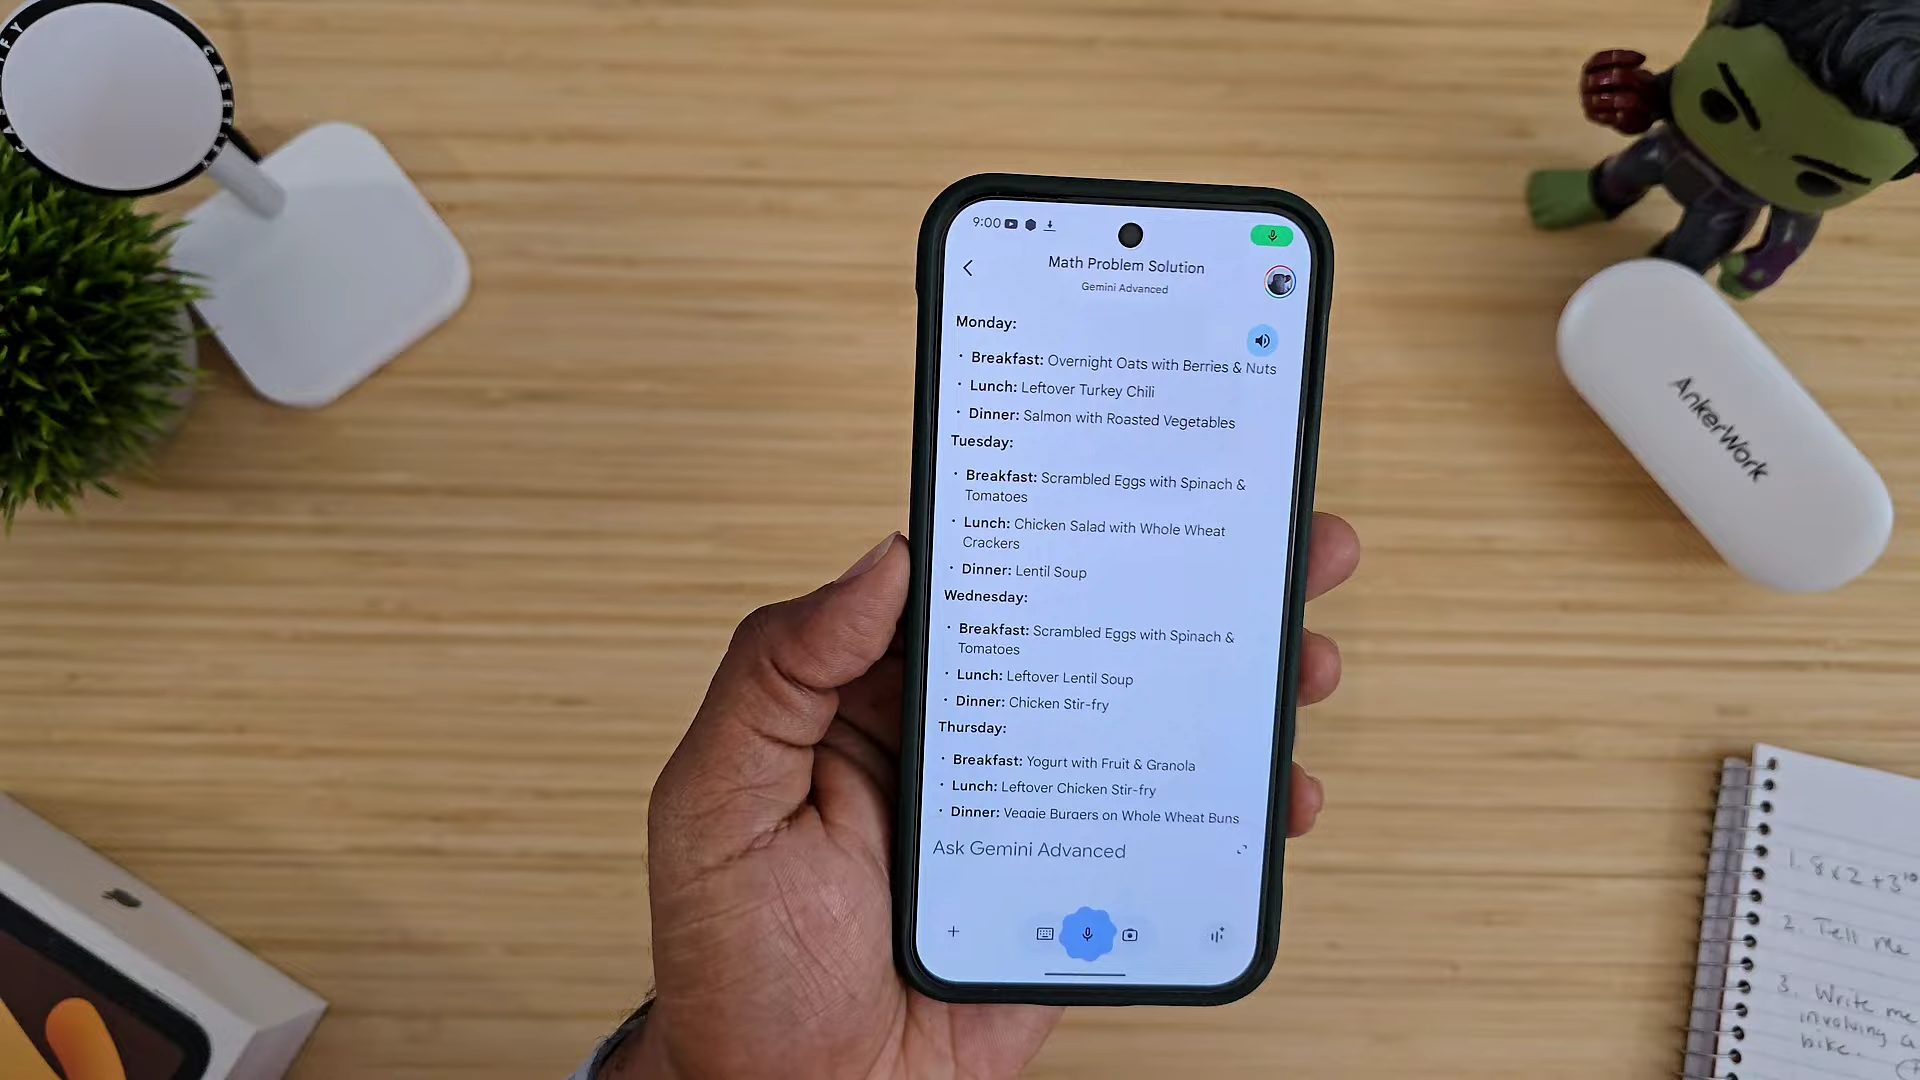 CASETIFY
9:00
Math Problem Solution
Gemini Advanced
Monday:
• Breakfast: Overnight Oats with Berries & Nuts
• Lunch: Leftover Turkey Chili
• Dinner: Salmon with Roasted Vegetables
Tuesday:
• Breakfast: Scrambled Eggs with Spinach &
Tomatoes
• Lunch: Chicken Salad with Whole Wheat
Crackers
• Dinner: Lentil Soup
Wednesday:
• Breakfast: Scrambled Eggs with Spinach &
Tomatoes
• Lunch: Leftover Lentil Soup
• Dinner: Chicken Stir-fry
Thursday:
• Breakfast: Yogurt with Fruit & Granola
• Lunch: Leftover Chicken Stir-fry
• Dinner: Veggie Burgers on Whole Wheat Buns
Ask Gemini Advanced
AnkerWork
1. 8x2+3¹⁰
2. Tell me
3. Write me
involving a
bike.